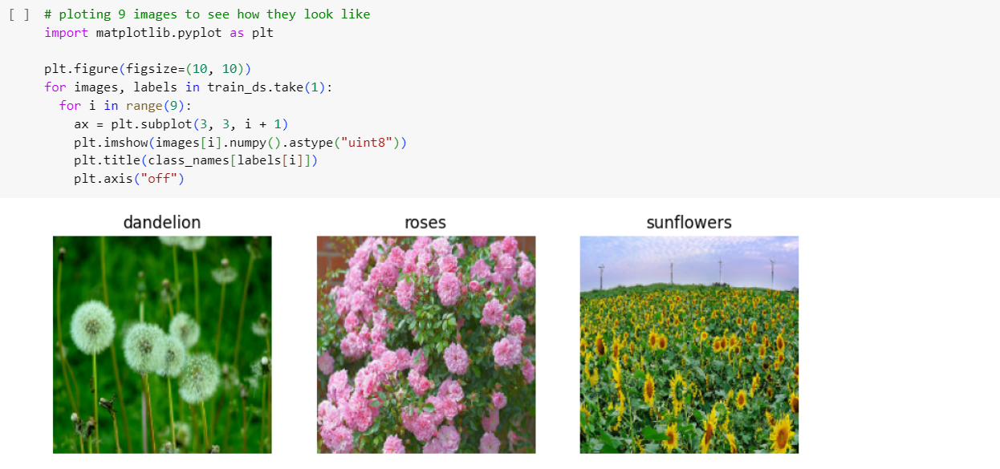 [ ] # ploting 9 images to see how they look like
import matplotlib.pyplot as plt
plt.figure(figsize=(10, 10))
for images, labels in train_ds.take(1):
  for i in range(9):
    ax = plt.subplot(3, 3, i + 1)
    plt.imshow(images[i].numpy().astype("uint8"))
    plt.title(class_names[labels[i]])
    plt.axis("off")
dandelion roses sunflowers